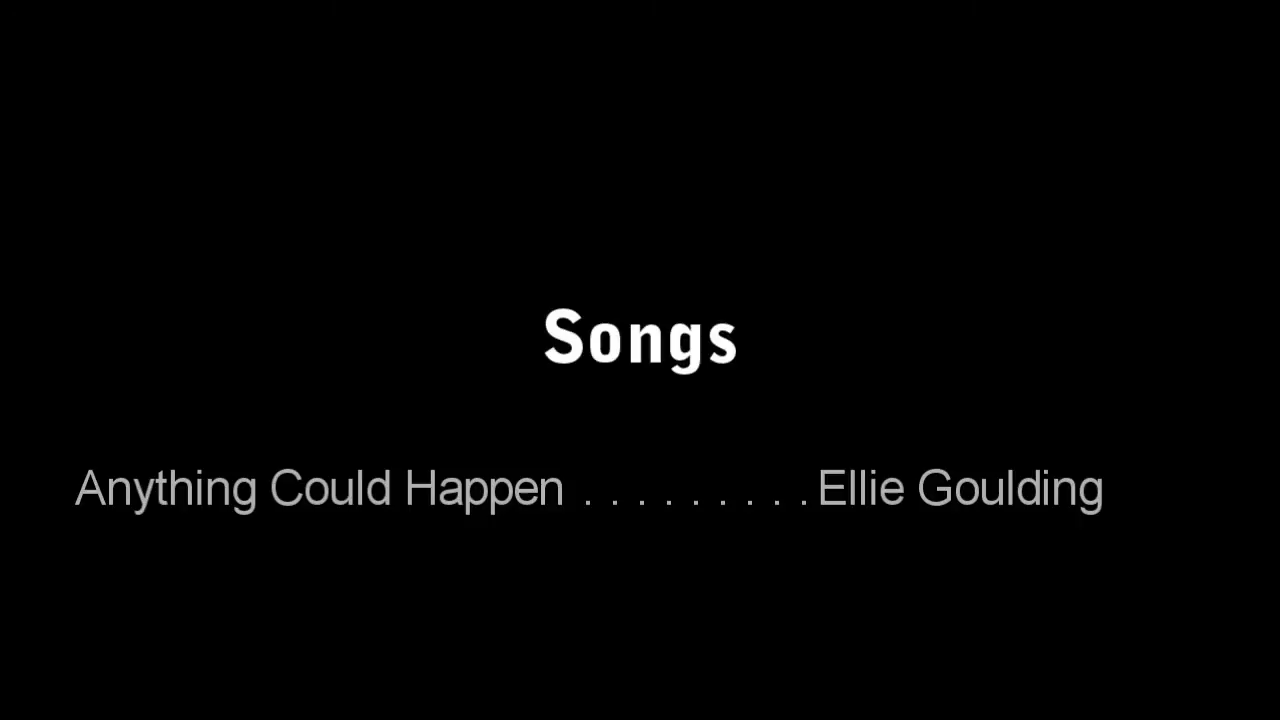 Songs
Anything Could Happen . . . . . . . . . Ellie Goulding